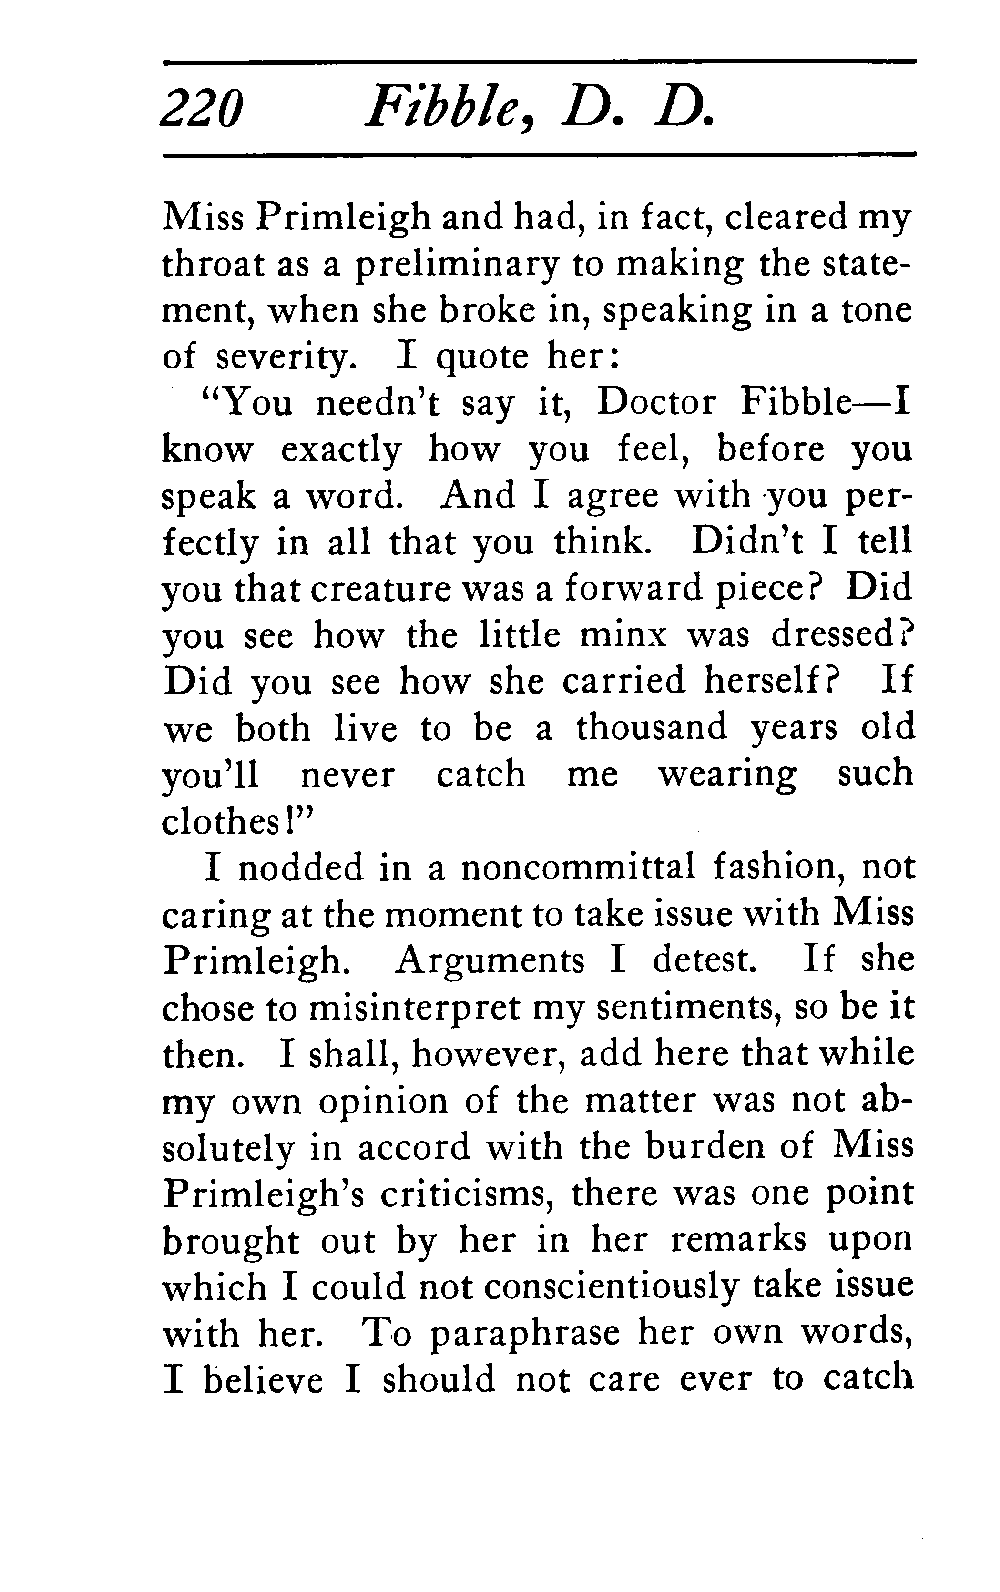 220 Fibble, D. D.
Miss Primleigh and had, in fact, cleared my
throat as a preliminary to making the state-
ment, when she broke in, speaking in a tone
of severity. I quote her:
"You needn't say it, Doctor Fibble—I
know exactly how you feel, before you
speak a word. And I agree with you per-
fectly in all that you think. Didn't I tell
you that creature was a forward piece? Did
you see how the little minx was dressed?
Did you see how she carried herself? If
we both live to be a thousand years old
you'll never catch me wearing such
clothes!"
I nodded in a noncommittal fashion, not
caring at the moment to take issue with Miss
Primleigh. Arguments I detest. If she
chose to misinterpret my sentiments, so be it
then. I shall, however, add here that while
my own opinion of the matter was not ab-
solutely in accord with the burden of Miss
Primleigh's criticisms, there was one point
brought out by her in her remarks upon
which I could not conscientiously take issue
with her. To paraphrase her own words,
I believe I should not care ever to catch